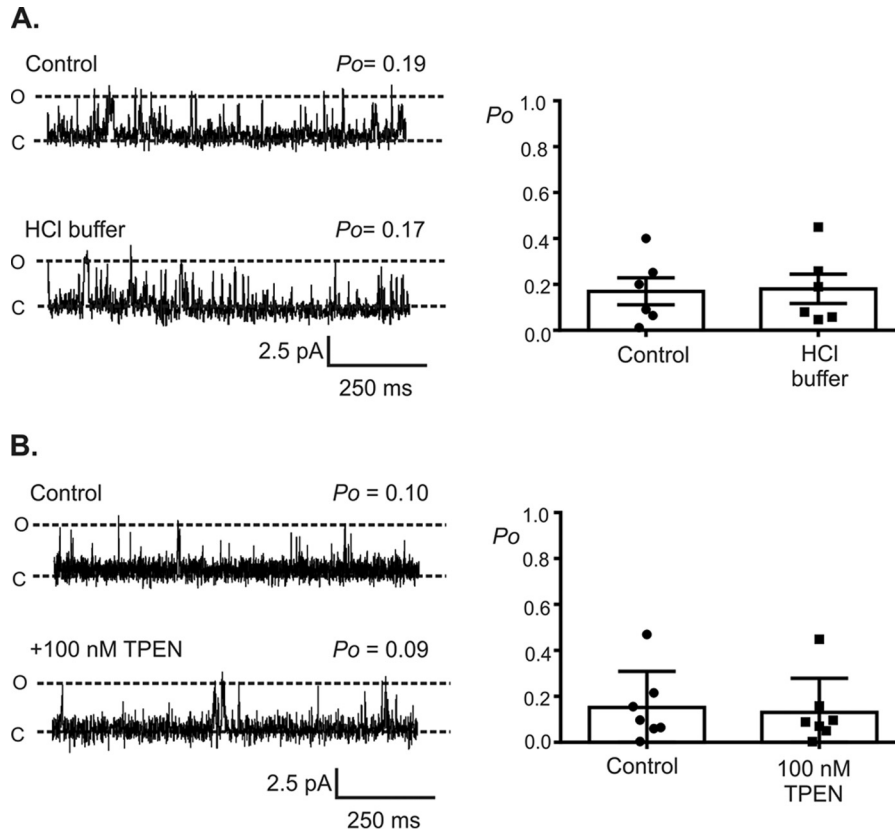 A.
Control Po= 0.19
O
C
HCl buffer Po= 0.17
O
C
2.5 pA
250 ms
Po
1.0
0.8
0.6
0.4
0.2
0.0
Control
HCl
buffer
B.
Control Po = 0.10
O
C
+100 nM TPEN Po = 0.09
O
C
2.5 pA
250 ms
Po
1.0
0.8
0.6
0.4
0.2
0.0
Control
100 nM
TPEN